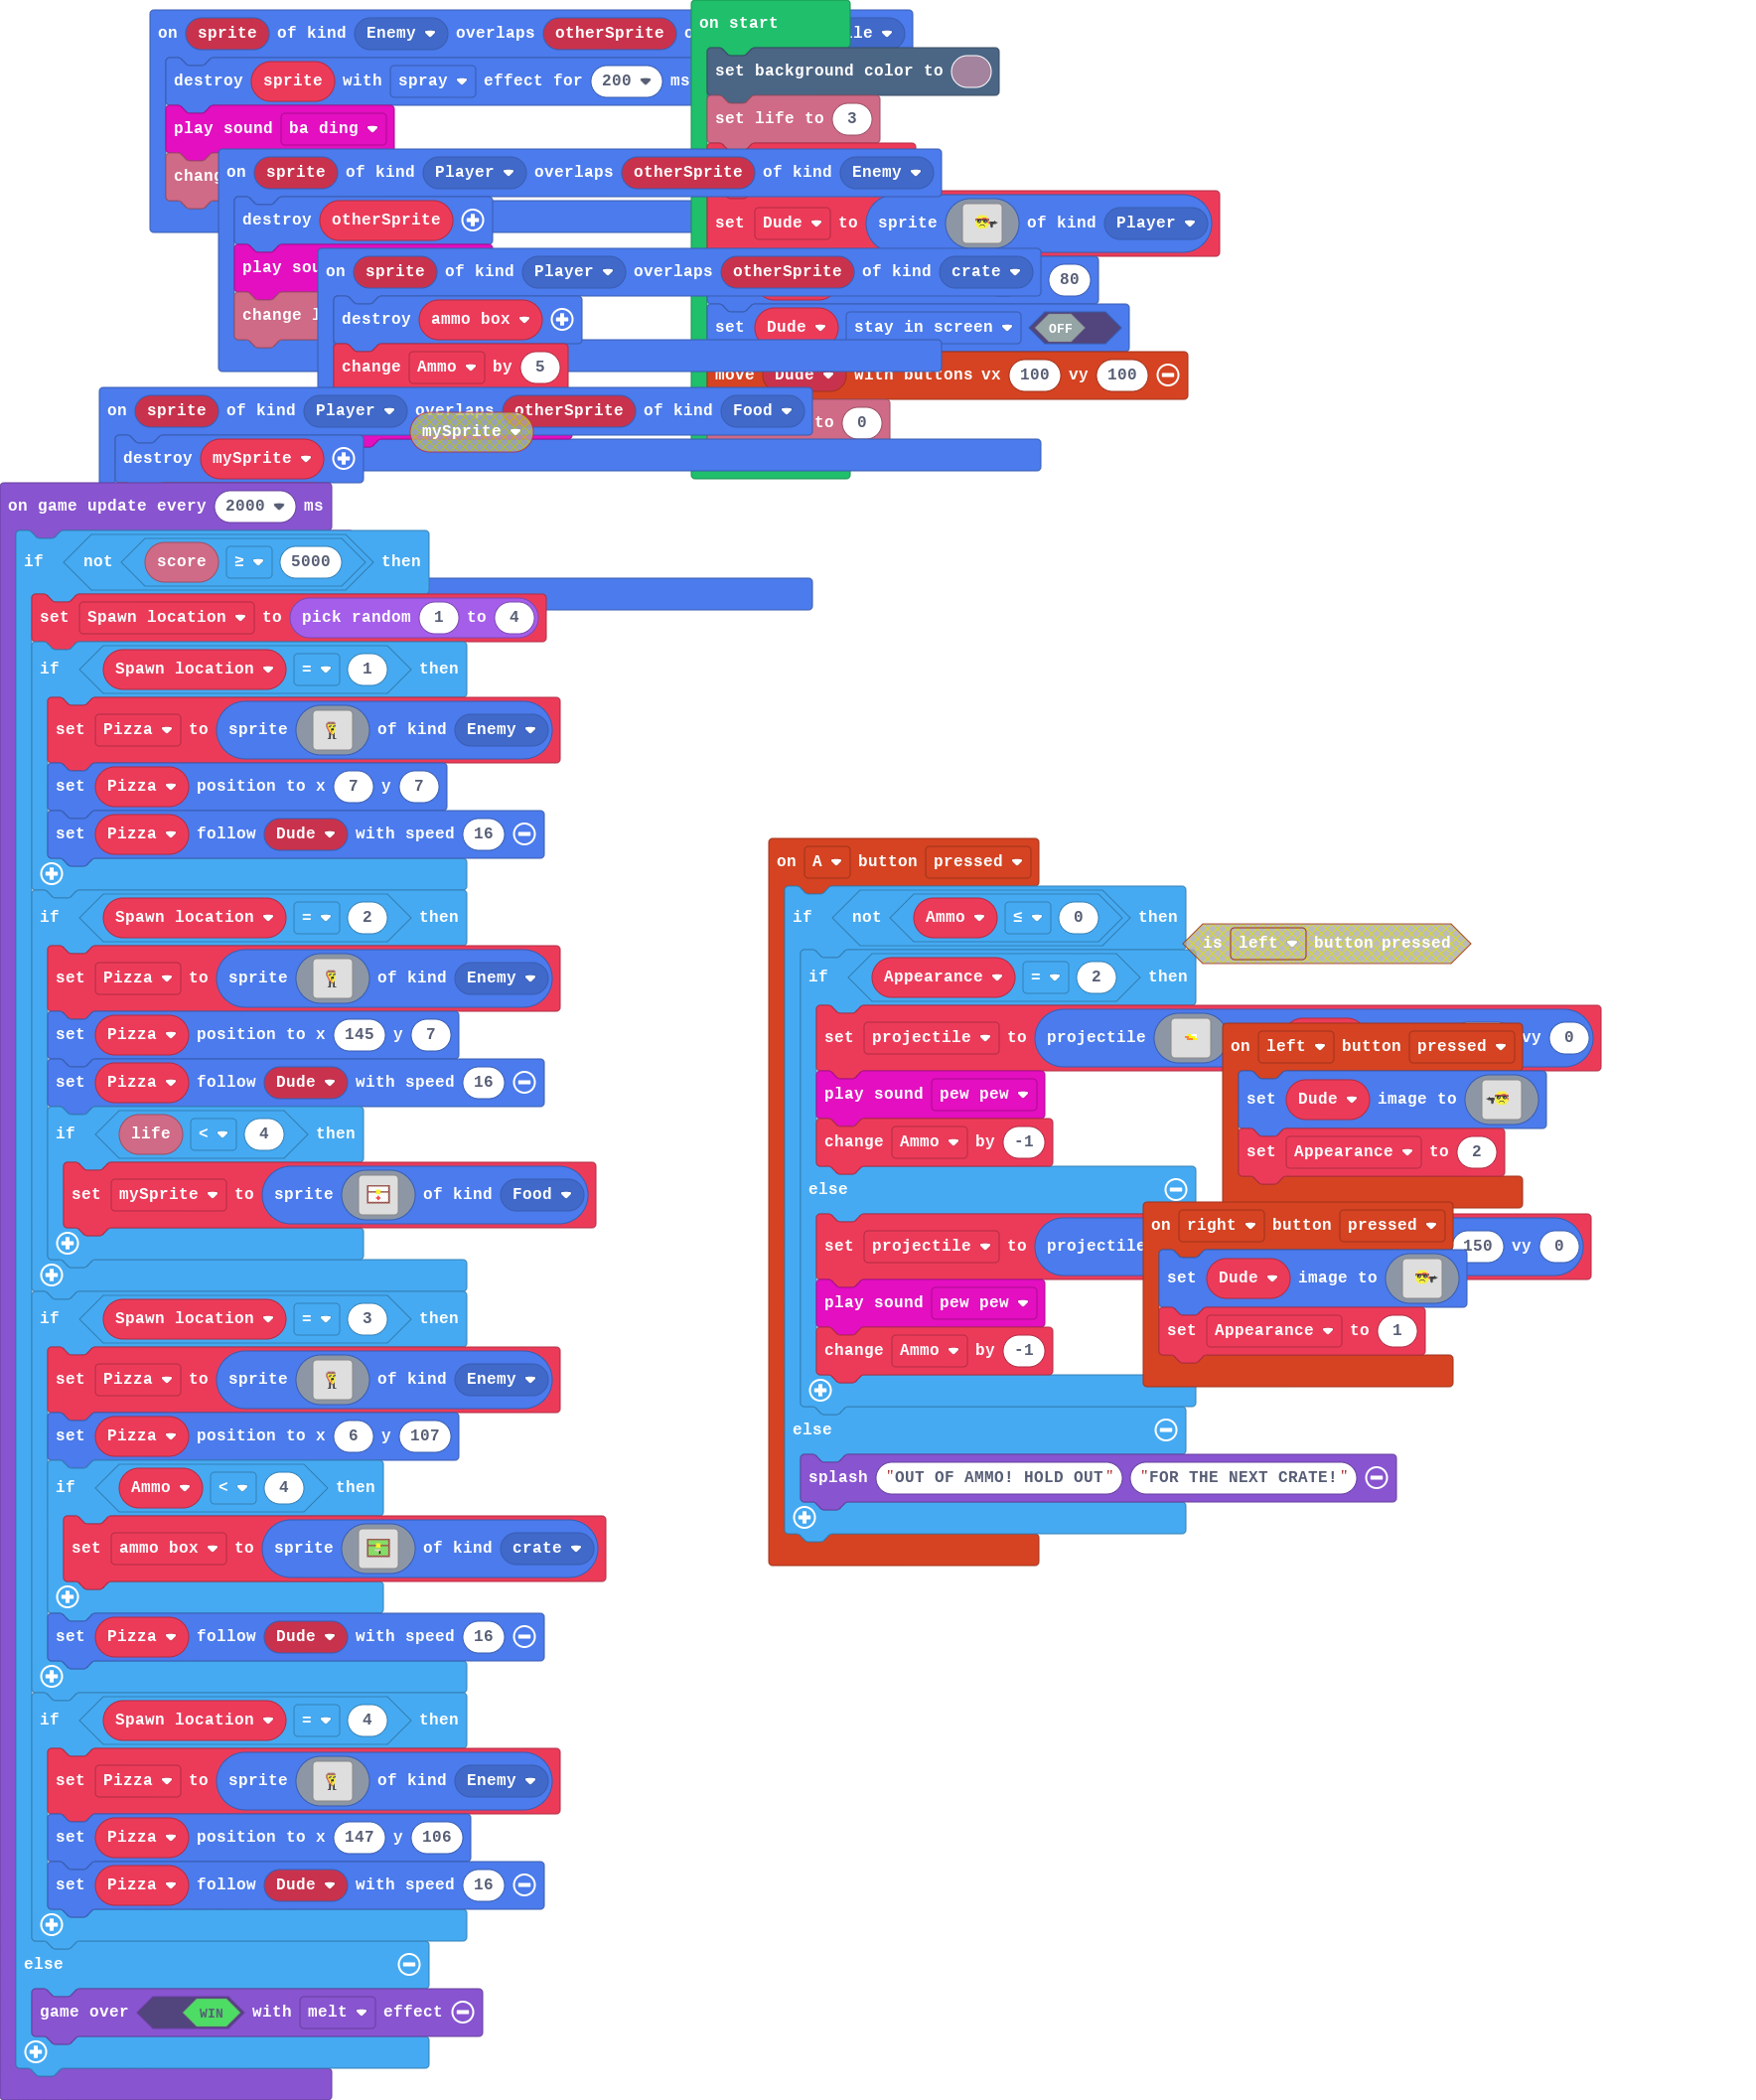 on sprite of kind Enemy overlaps otherSprite
destroy sprite with spray effect for 200 ms
play sound ba ding
on sprite of kind Player overlaps otherSprite of kind Enemy
destroy otherSprite
on sprite of kind Player overlaps otherSprite of kind crate
destroy ammo box
change Ammo by 5
on sprite of kind Player overlaps otherSprite of kind Food
mySprite
destroy mySprite
on start
set background color to
set life to 3
set Dude to sprite of kind Player
80
set Dude stay in screen OFF
move Dude with buttons vx 100 vy 100
to 0
on game update every 2000 ms
if not score ≥ 5000 then
set Spawn location to pick random 1 to 4
if Spawn location = 1 then
set Pizza to sprite of kind Enemy
set Pizza position to x 7 y 7
set Pizza follow Dude with speed 16
if Spawn location = 2 then
set Pizza to sprite of kind Enemy
set Pizza position to x 145 y 7
set Pizza follow Dude with speed 16
if life < 4 then
set mySprite to sprite of kind Food
if Spawn location = 3 then
set Pizza to sprite of kind Enemy
set Pizza position to x 6 y 107
if Ammo < 4 then
set ammo box to sprite of kind crate
set Pizza follow Dude with speed 16
if Spawn location = 4 then
set Pizza to sprite of kind Enemy
set Pizza position to x 147 y 106
set Pizza follow Dude with speed 16
else
game over WIN with melt effect
on A button pressed
if not Ammo ≤ 0 then
is left button pressed
if Appearance = 2 then
set projectile to projectile vy 0
play sound pew pew
change Ammo by -1
else
set projectile to projectile 150 vy 0
play sound pew pew
change Ammo by -1
else
splash "OUT OF AMMO! HOLD OUT" "FOR THE NEXT CRATE!"
on left button pressed
set Dude image to
set Appearance to 2
on right button pressed
set Dude image to
set Appearance to 1